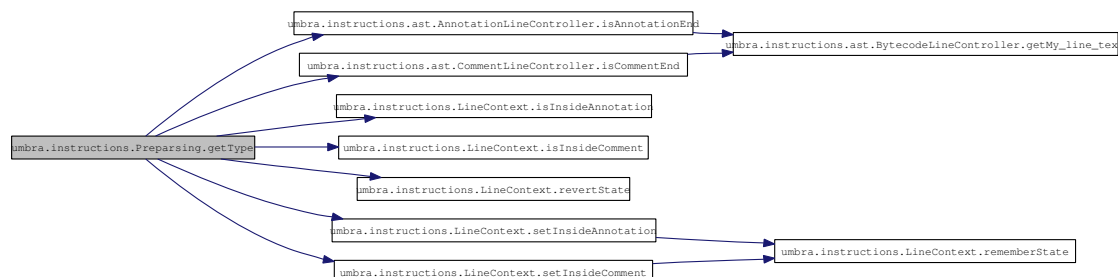 umbra.instructions.ast.AnnotationLineController.isAnnotationEnd
umbra.instructions.ast.BytecodeLineController.getMy_line_tex
umbra.instructions.ast.CommentLineController.isCommentEnd
umbra.instructions.LineContext.isInsideAnnotation
umbra.instructions.Preparsing.getType
umbra.instructions.LineContext.isInsideComment
umbra.instructions.LineContext.revertState
umbra.instructions.LineContext.setInsideAnnotation
umbra.instructions.LineContext.rememberState
umbra.instructions.LineContext.setInsideComment